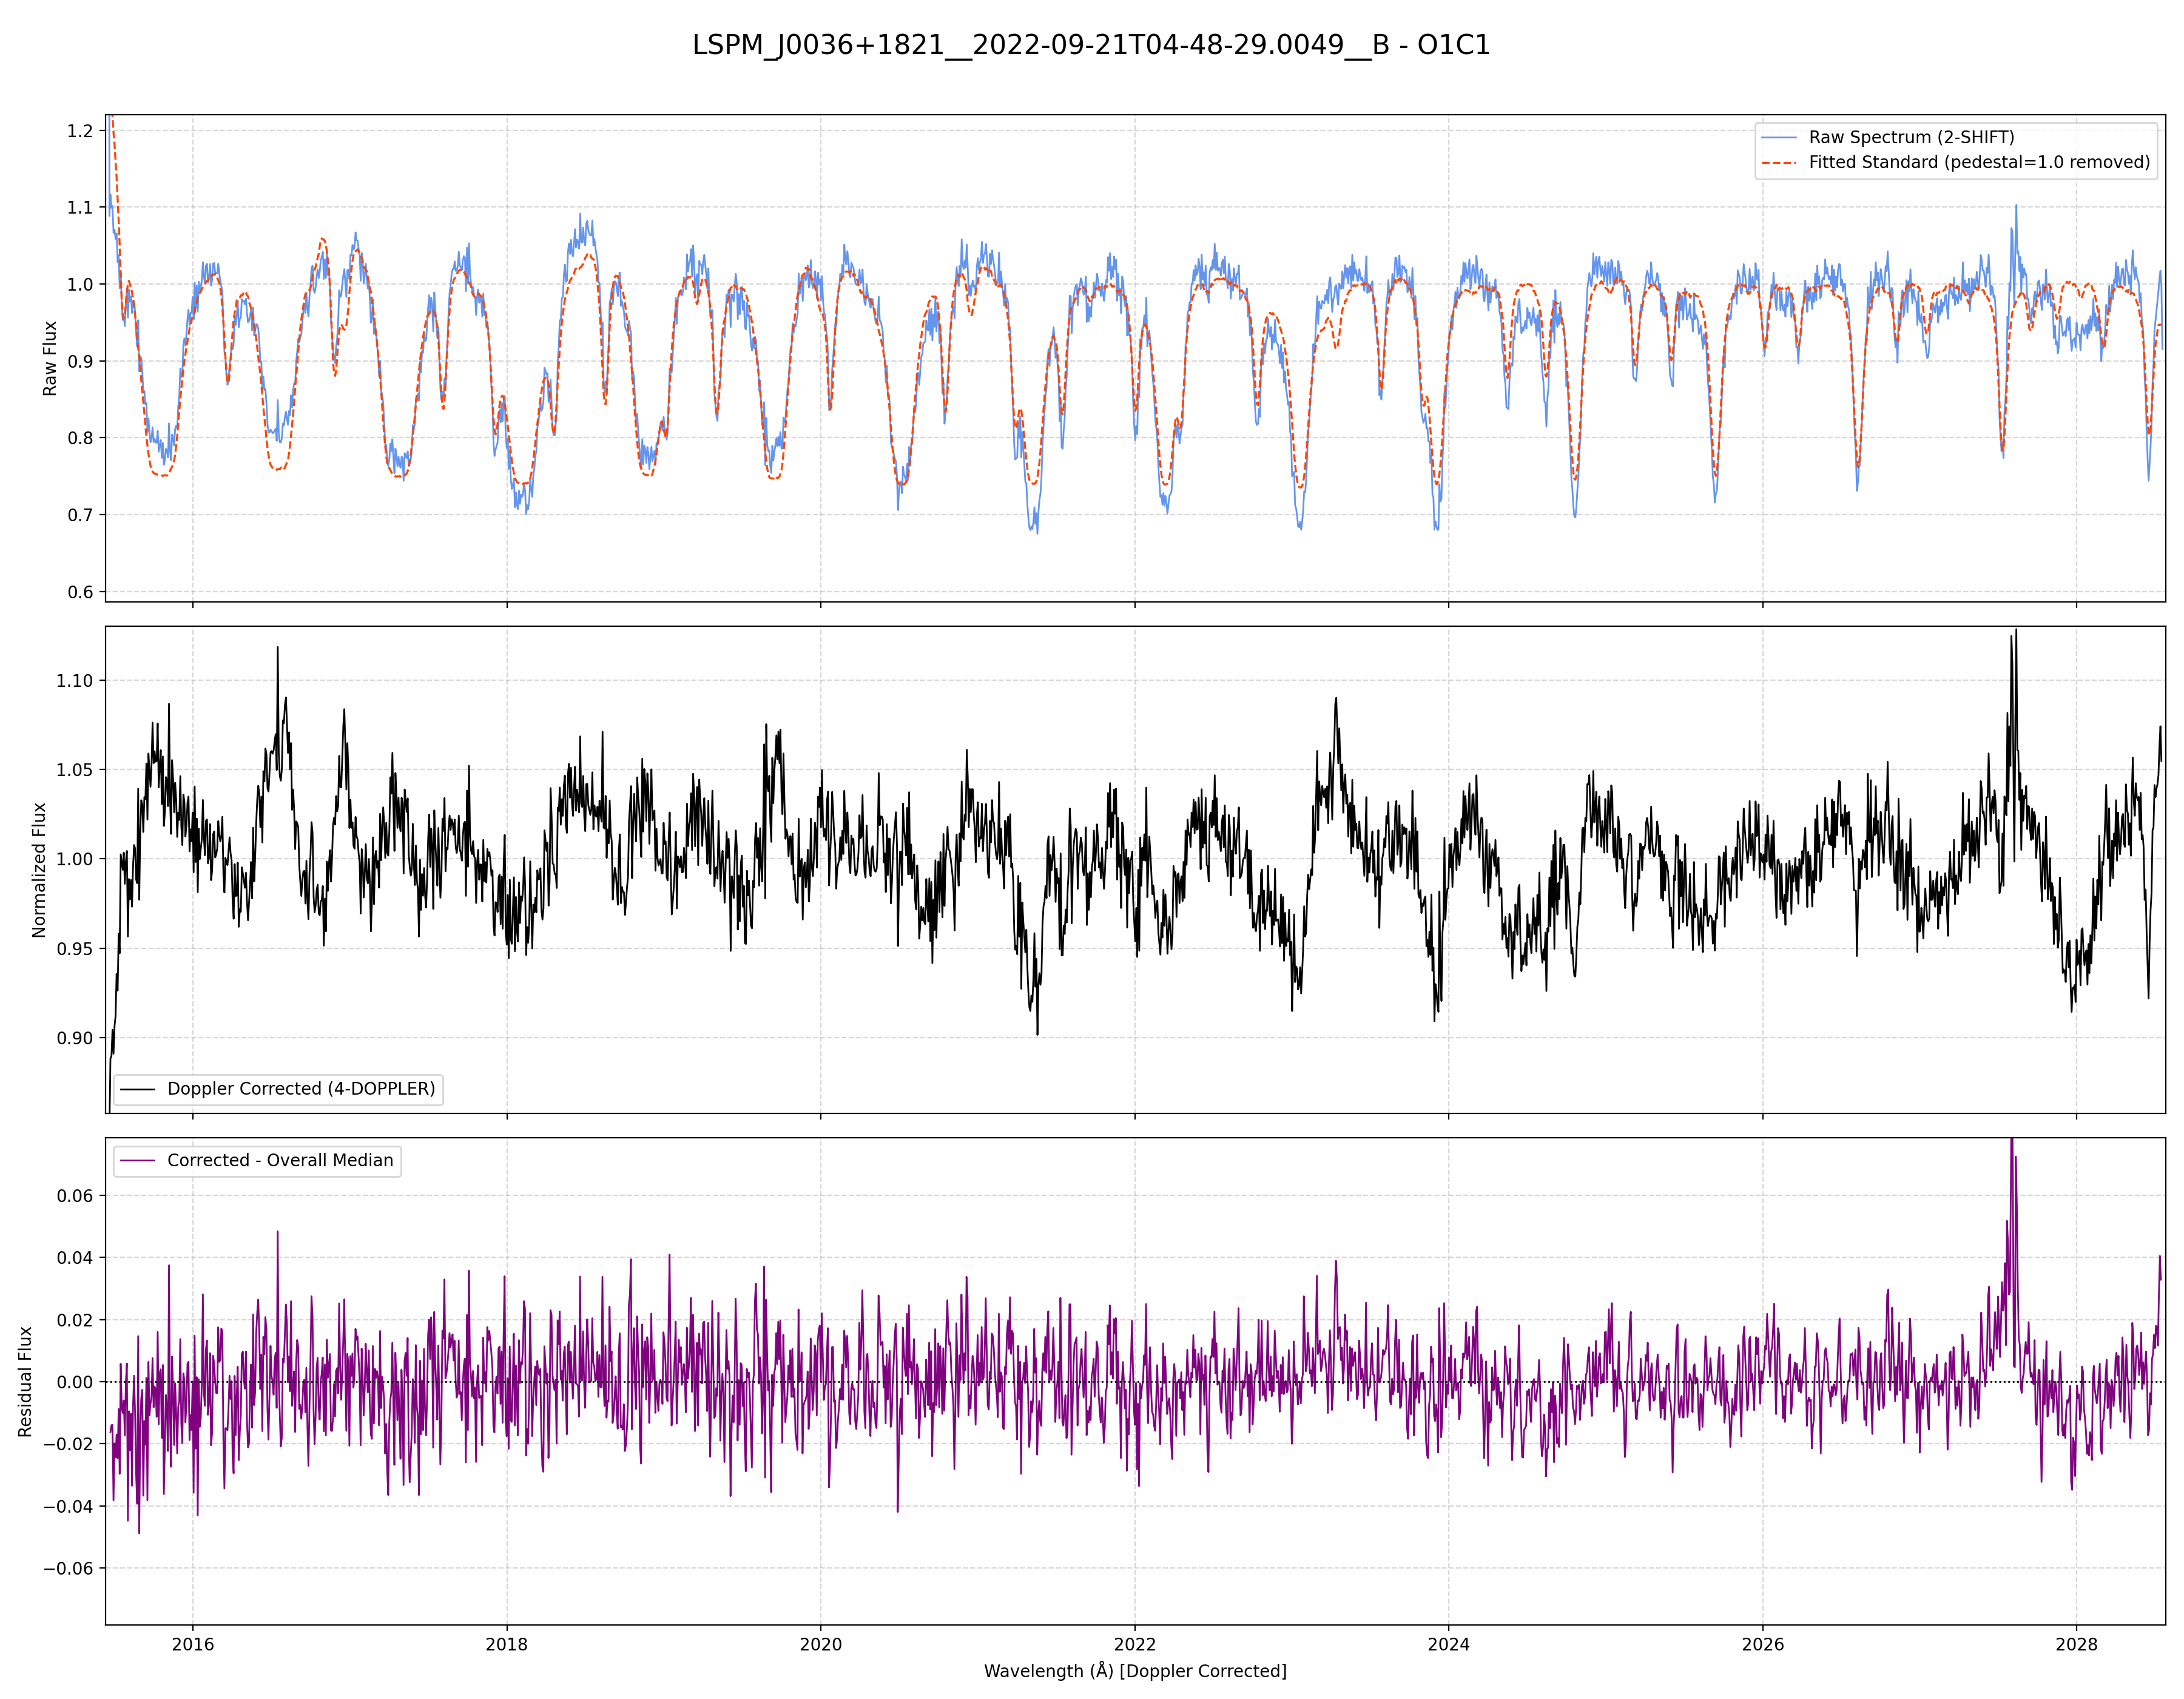 LSPM_J0036+1821__2022-09-21T04-48-29.0049__B - O1C1
Raw Flux
1.2
1.1
1.0
0.9
0.8
0.7
0.6
Raw Spectrum (2-SHIFT)
Fitted Standard (pedestal=1.0 removed)
Normalized Flux
1.10
1.05
1.00
0.95
0.90
Doppler Corrected (4-DOPPLER)
Residual Flux
0.06
0.04
0.02
0.00
−0.02
−0.04
−0.06
Corrected - Overall Median
2016 2018 2020 2022 2024 2026 2028
Wavelength (Å) [Doppler Corrected]